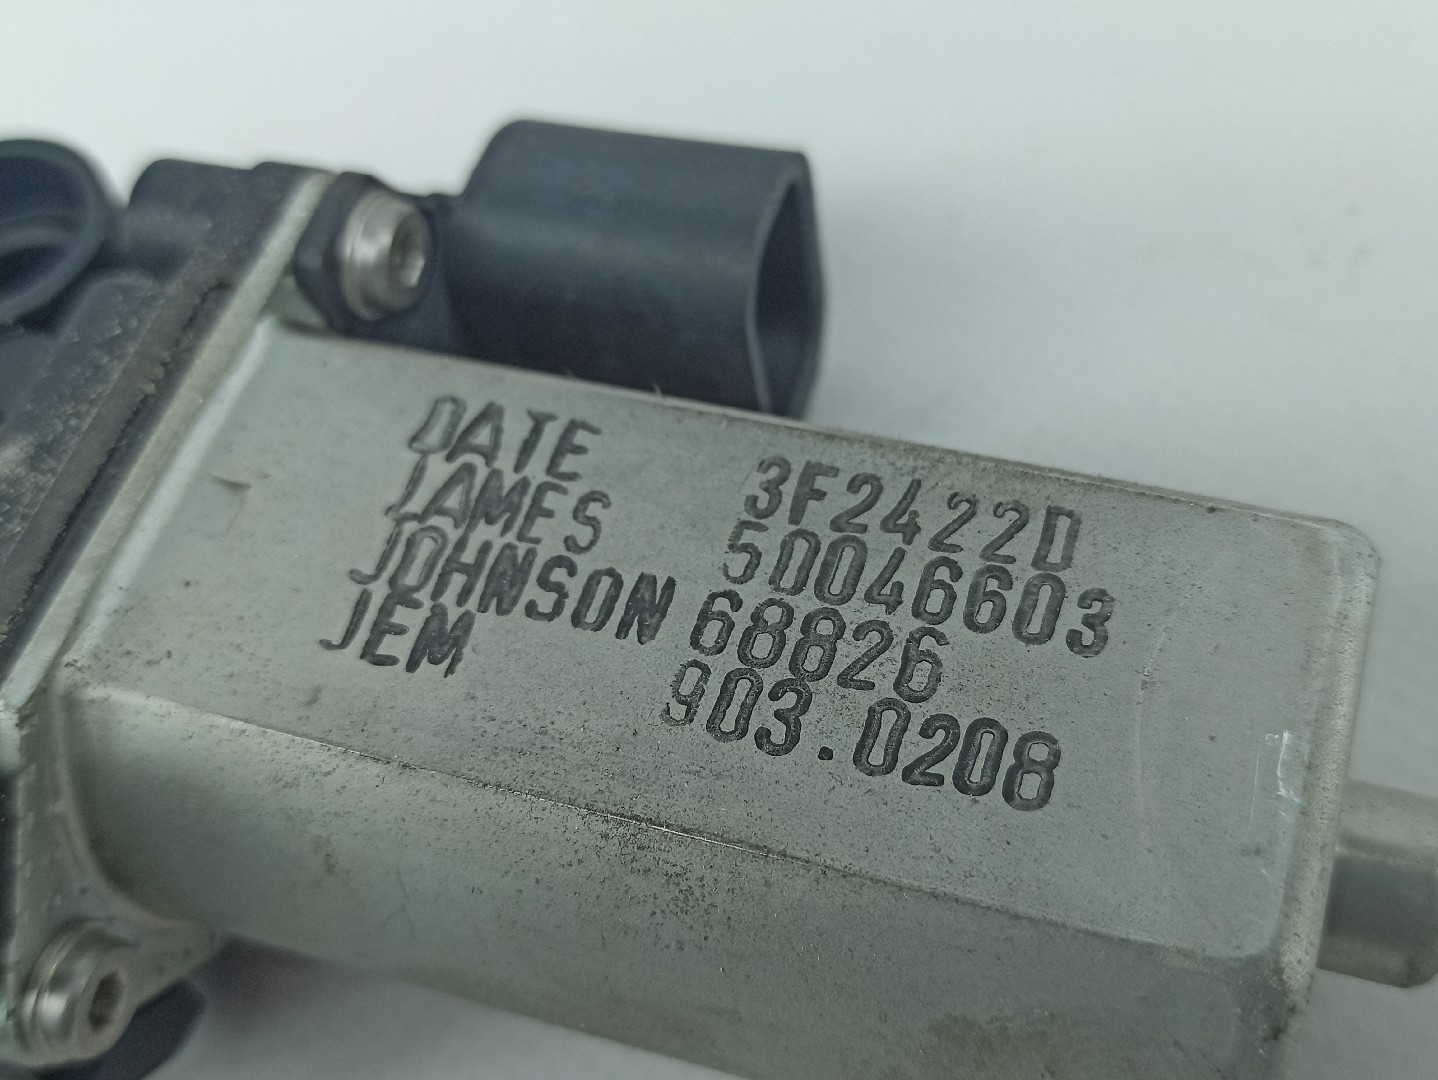 DATE 3F2422D
JAMES 50046603
JOHNSON 68826
JEM 903.0208